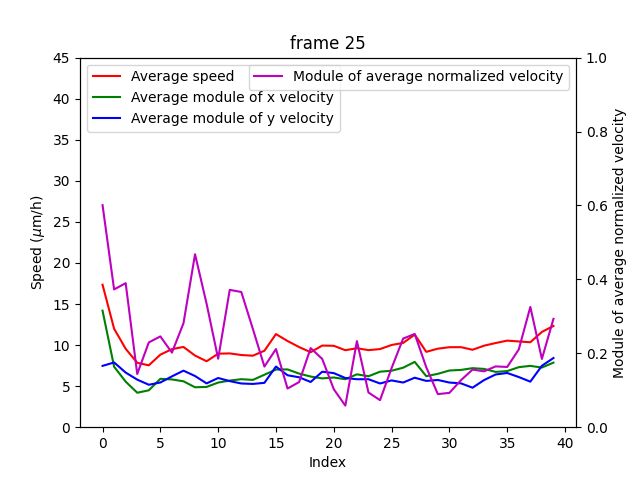 frame 25
Average speed
Average module of x velocity
Average module of y velocity
Module of average normalized velocity
Speed (μm/h)
45
40
35
30
25
20
15
10
5
0
1.0
0.8
0.6
0.4
0.2
0.0
Module of average normalized velocity
0 5 10 15 20 25 30 35 40
Index